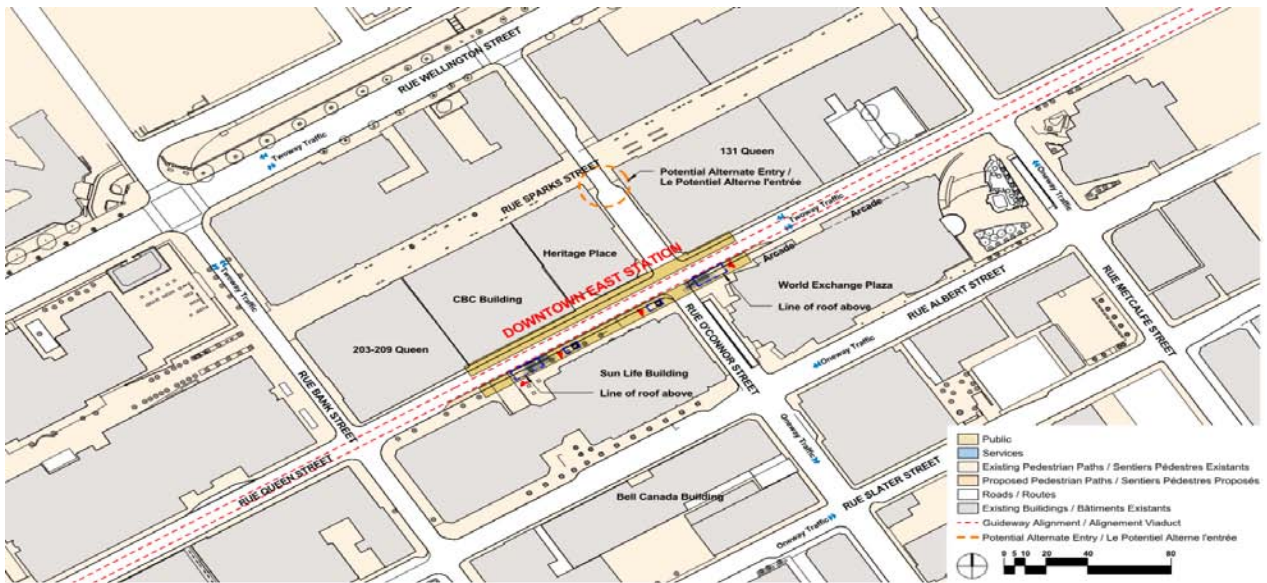 RUE WELLINGTON STREET
Twoway Traffic
131 Queen
Potential Alternate Entry /
Le Potentiel Alterne l'entrée
RUE SPARKS STREET
Twoway Traffic
Arcade
Oneway Traffic
Heritage Place
Arcade
DOWNTOWN EAST STATION
Twoway Traffic
CBC Building
World Exchange Plaza
Line of roof above
RUE ALBERT STREET
RUE METCALFE STREET
203-209 Queen
RUE O'CONNOR STREET
Sun Life Building
Line of roof above
Oneway Traffic
RUE BANK STREET
Oneway Traffic
RUE QUEEN STREET
Bell Canada Building
RUE SLATER STREET
Oneway Traffic
Public
Services
Existing Pedestrian Paths / Sentiers Pédestres Existants
Proposed Pedestrian Paths / Sentiers Pédestres Proposés
Roads / Routes
Existing Buildings / Bâtiments Existants
Guideway Alignment / Alignement Viaduct
Potential Alternate Entry / Le Potentiel Alterne l'entrée
0 5 10 20 40 80